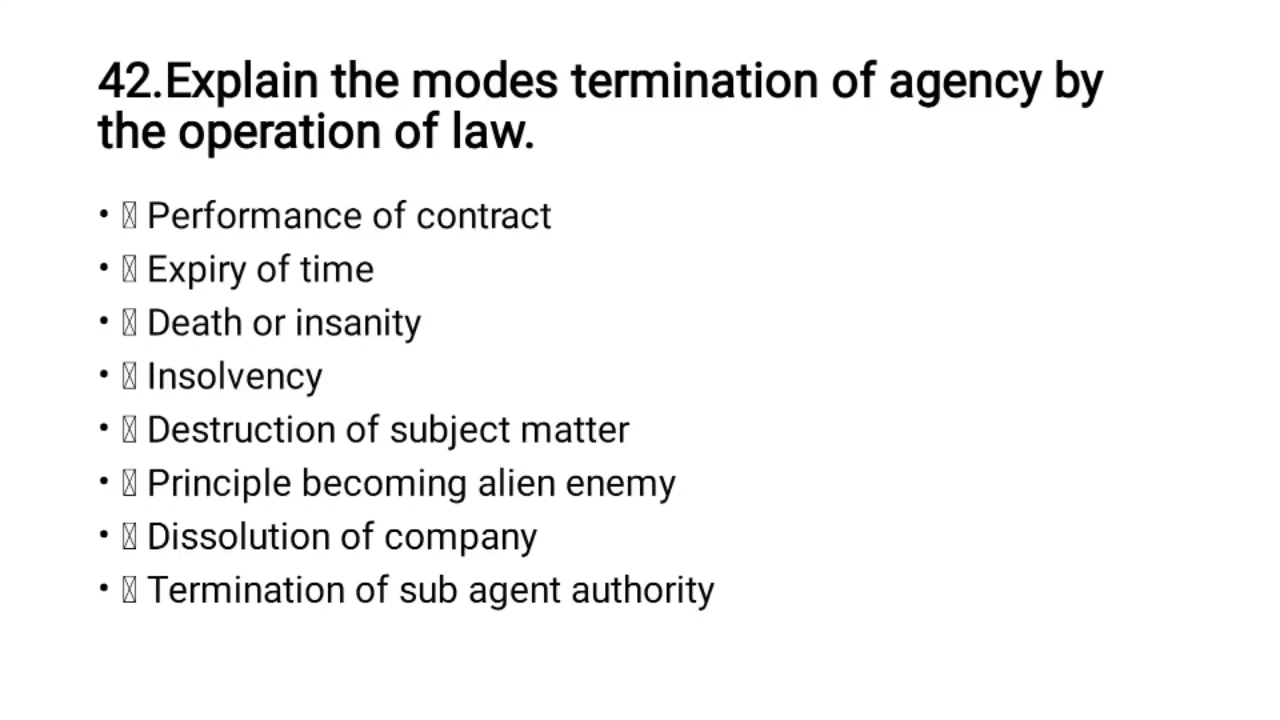 42.Explain the modes termination of agency by
the operation of law.
• Performance of contract
• Expiry of time
• Death or insanity
• Insolvency
• Destruction of subject matter
• Principle becoming alien enemy
• Dissolution of company
• Termination of sub agent authority